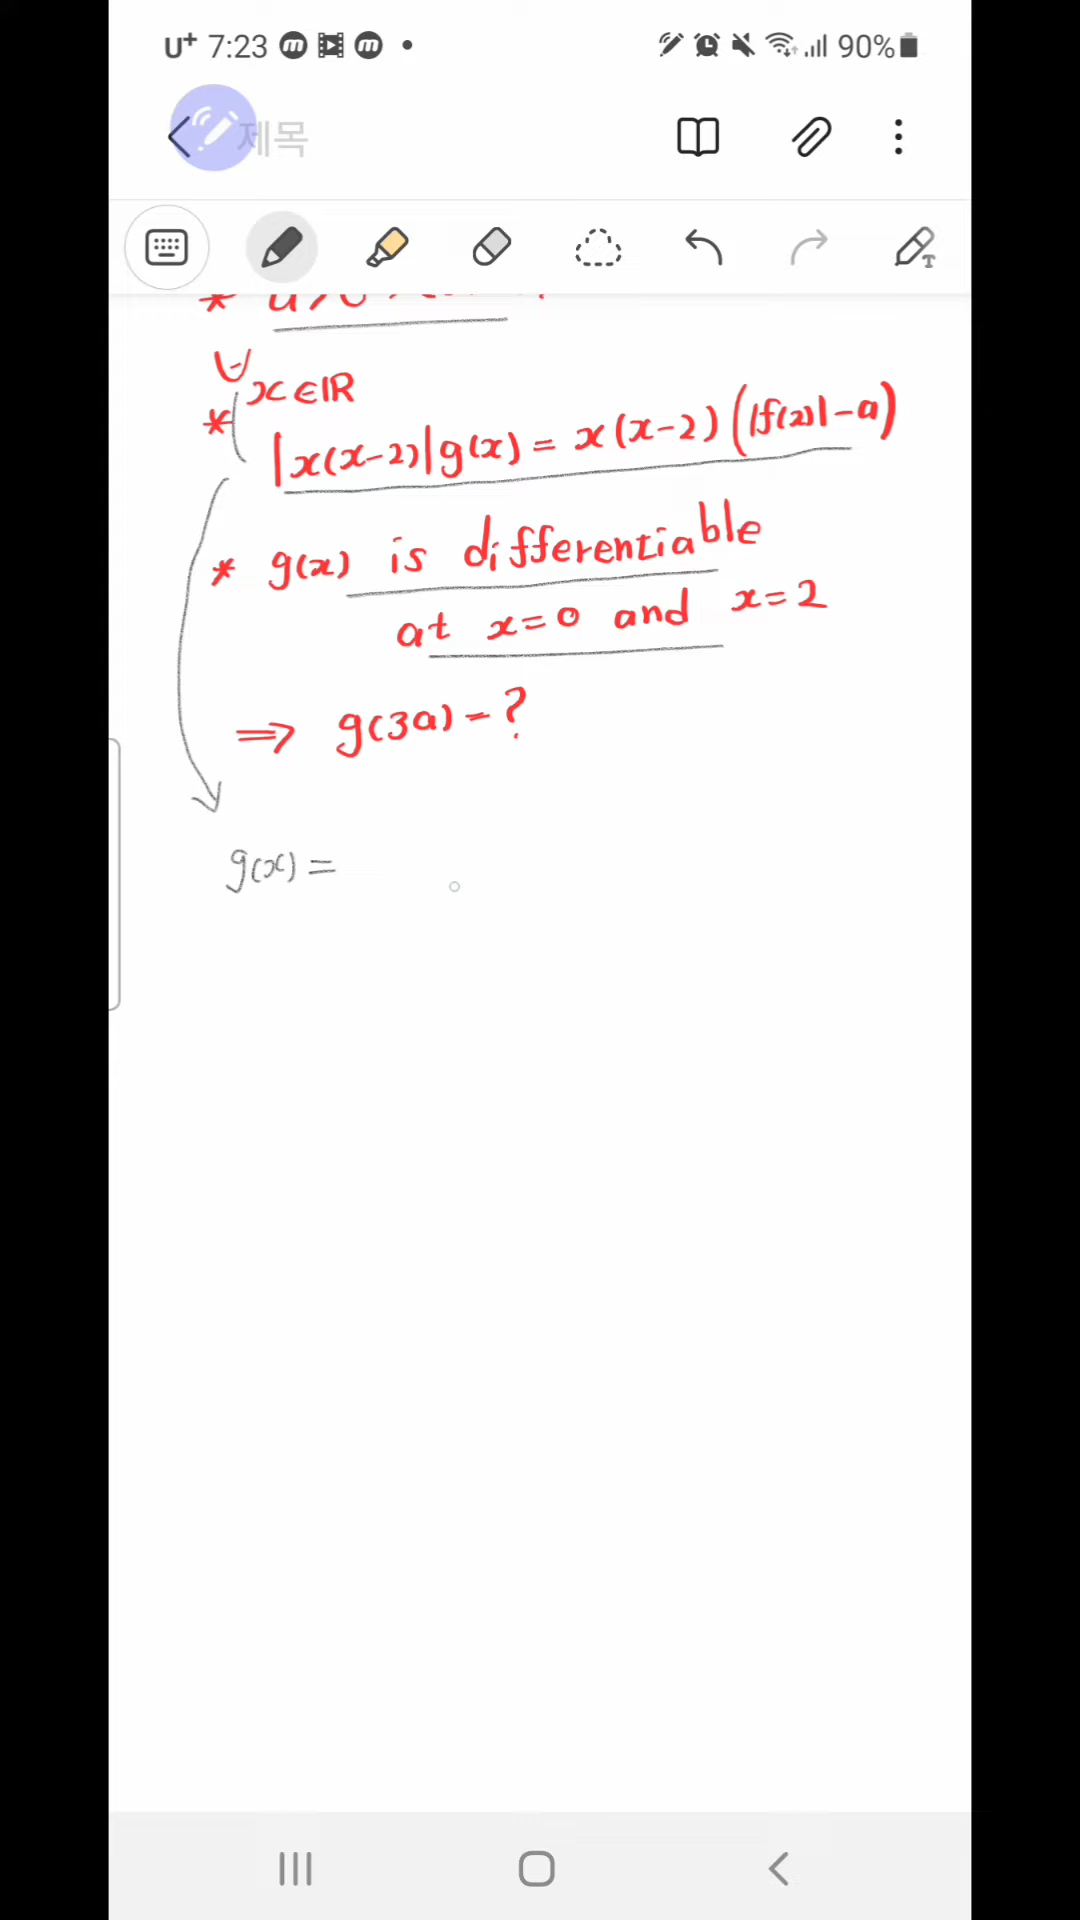 U+ 7:23 90%
제목
∀x∈ℝ
* |x(x-2)|g(x) = x(x-2)(|f(x)|-a)
* g(x) is differentiable
at x=0 and x=2
⇒ g(3a) = ?
g(x) =